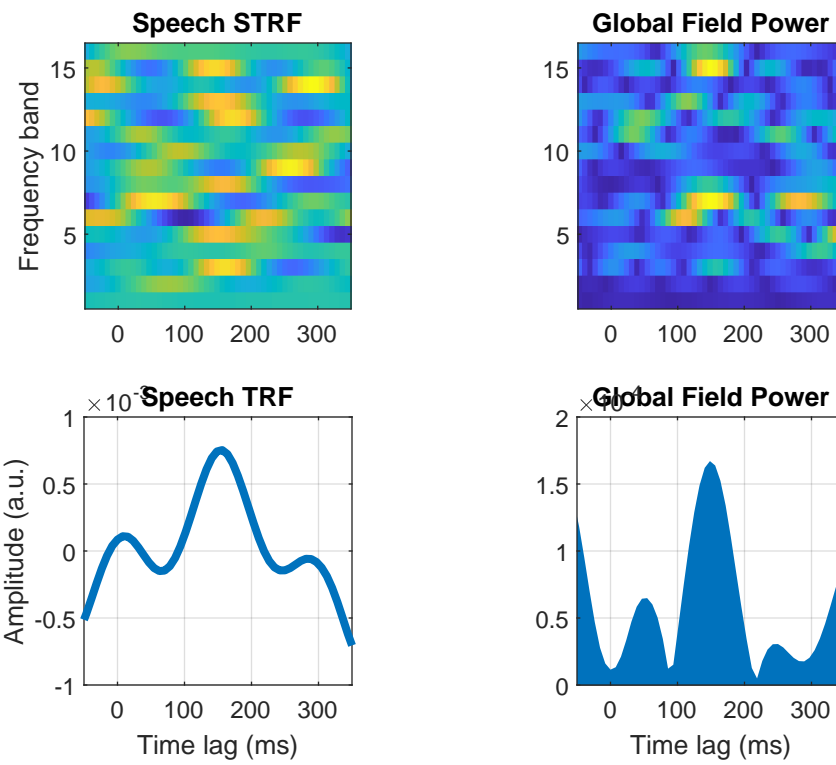 Speech STRF
Global Field Power
Frequency band
15
10
5
0 100 200 300
15
10
5
0 100 200 300
Speech TRF
Global Field Power
×10^-3
Amplitude (a.u.)
1
0.5
0
-0.5
-1
0 100 200 300
Time lag (ms)
×10^-4
2
1.5
1
0.5
0
0 100 200 300
Time lag (ms)